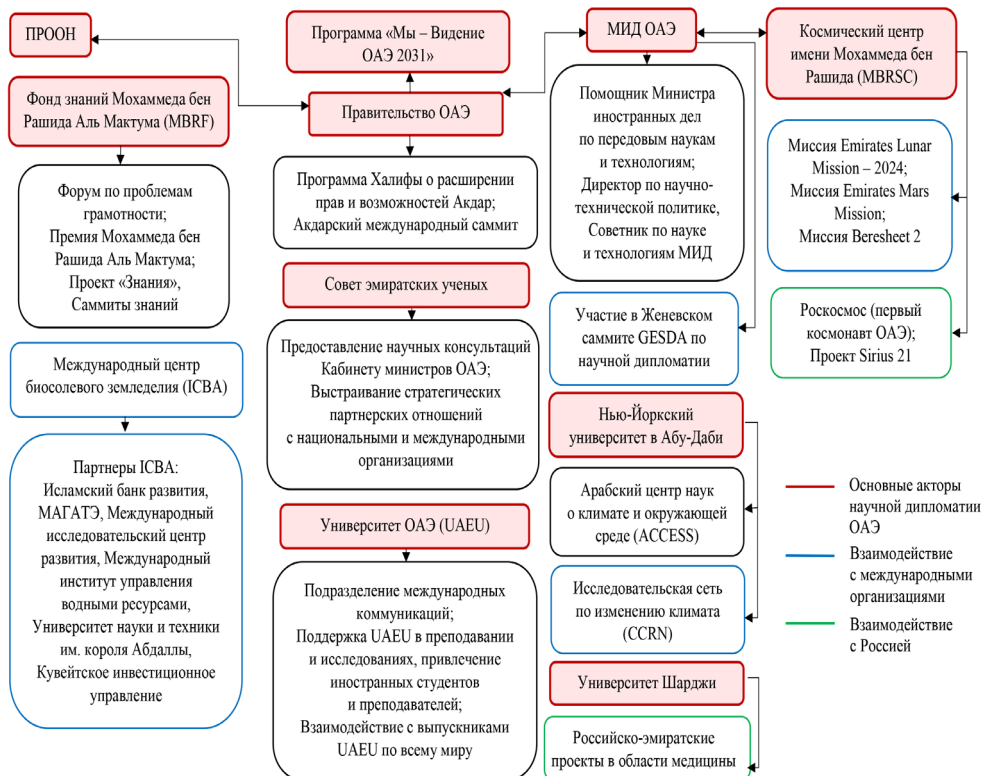 ПРООН
Фонд знаний Мохаммеда бен
Рашида Аль Мактума (MBRF)
Форум по проблемам
грамотности;
Премия Мохаммеда бен
Рашида Аль Мактума;
Проект «Знания»,
Саммиты знаний
Международный центр
биосолевого земледелия (ICBA)
Партнеры ICBA:
Исламский банк развития,
МАГАТЭ, Международный
исследовательский центр
развития, Международный
институт управления
водными ресурсами,
Университет науки и техники
им. короля Абдаллы,
Кувейтское инвестиционное
управление
Программа «Мы – Видение
ОАЭ 2031»
Правительство ОАЭ
Программа Халифы о расширении
прав и возможностей Акдар;
Акдарский международный саммит
Совет эмиратских ученых
Предоставление научных консультаций
Кабинету министров ОАЭ;
Выстраивание стратегических
партнерских отношений
с национальными и международными
организациями
Университет ОАЭ (UAEU)
Подразделение международных
коммуникаций;
Поддержка UAEU в преподавании
и исследованиях, привлечение
иностранных студентов
и преподавателей;
Взаимодействие с выпускниками
UAEU по всему миру
МИД ОАЭ
Помощник Министра
иностранных дел
по передовым наукам
и технологиям;
Директор по научно-
технической политике,
Советник по науке
и технологиям МИД
Участие в Женевском
саммите GESDA по
научной дипломатии
Нью-Йоркский
университет в Абу-Даби
Арабский центр наук
о климате и окружающей
среде (ACCESS)
Исследовательская сеть
по изменению климата
(CCRN)
Университет Шарджи
Российско-эмиратские
проекты в области медицины
Космический центр
имени Мохаммеда бен
Рашида (MBRSC)
Миссия Emirates Lunar
Mission – 2024;
Миссия Emirates Mars
Mission;
Миссия Beresheet 2
Роскосмос (первый
космонавт ОАЭ);
Проект Sirius 21
Основные акторы
научной дипломатии
ОАЭ
Взаимодействие
с международными
организациями
Взаимодействие
с Россией